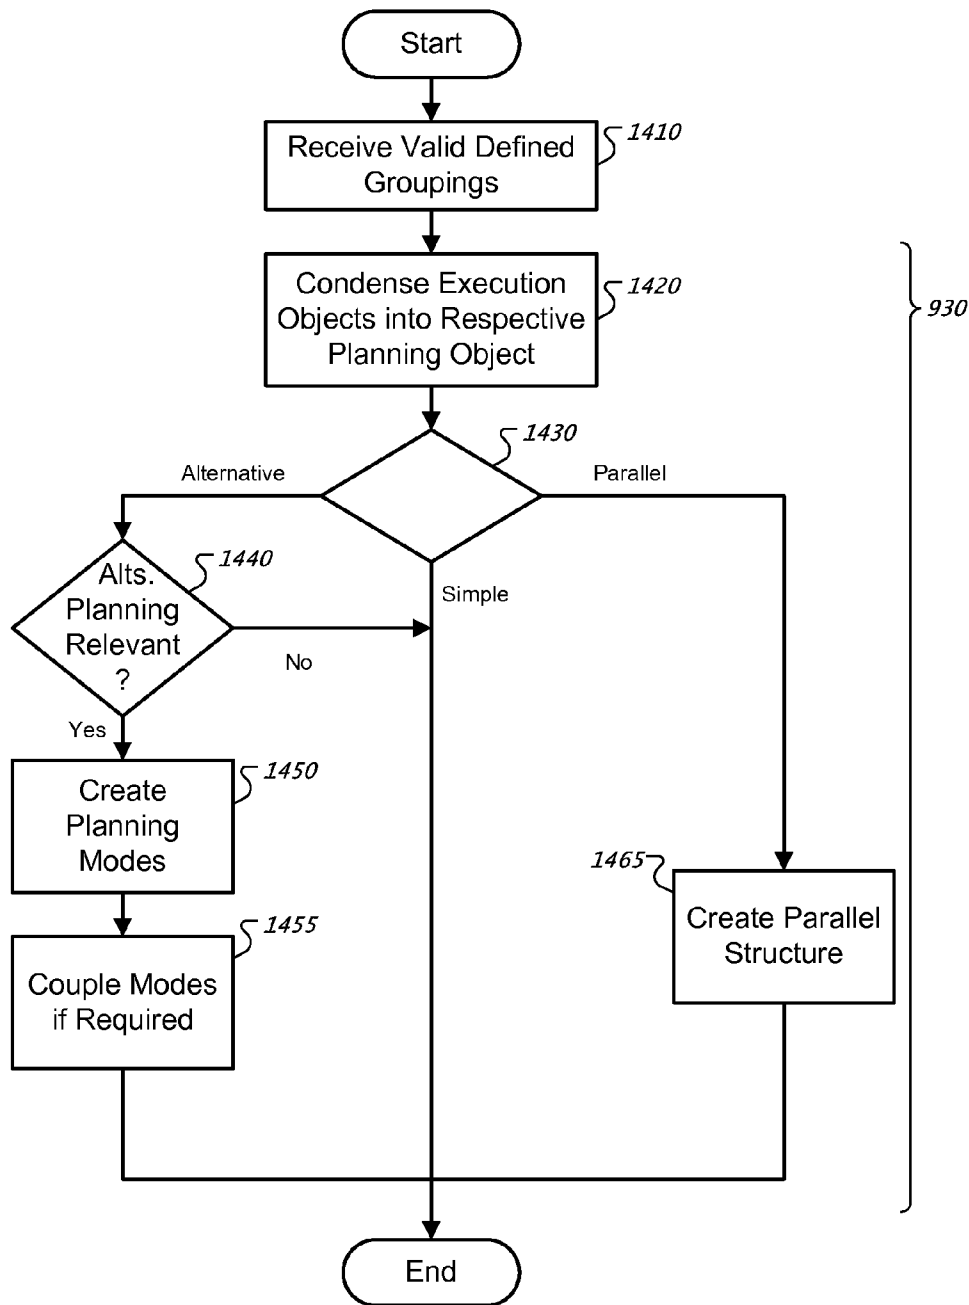 Start
Receive Valid Defined
Groupings
1410
Condense Execution
Objects into Respective
Planning Object
1420
930
1430
Alternative
Parallel
Simple
1440
Alts.
Planning
Relevant
?
No
Yes
1450
Create
Planning
Modes
1455
Couple Modes
if Required
1465
Create Parallel
Structure
End